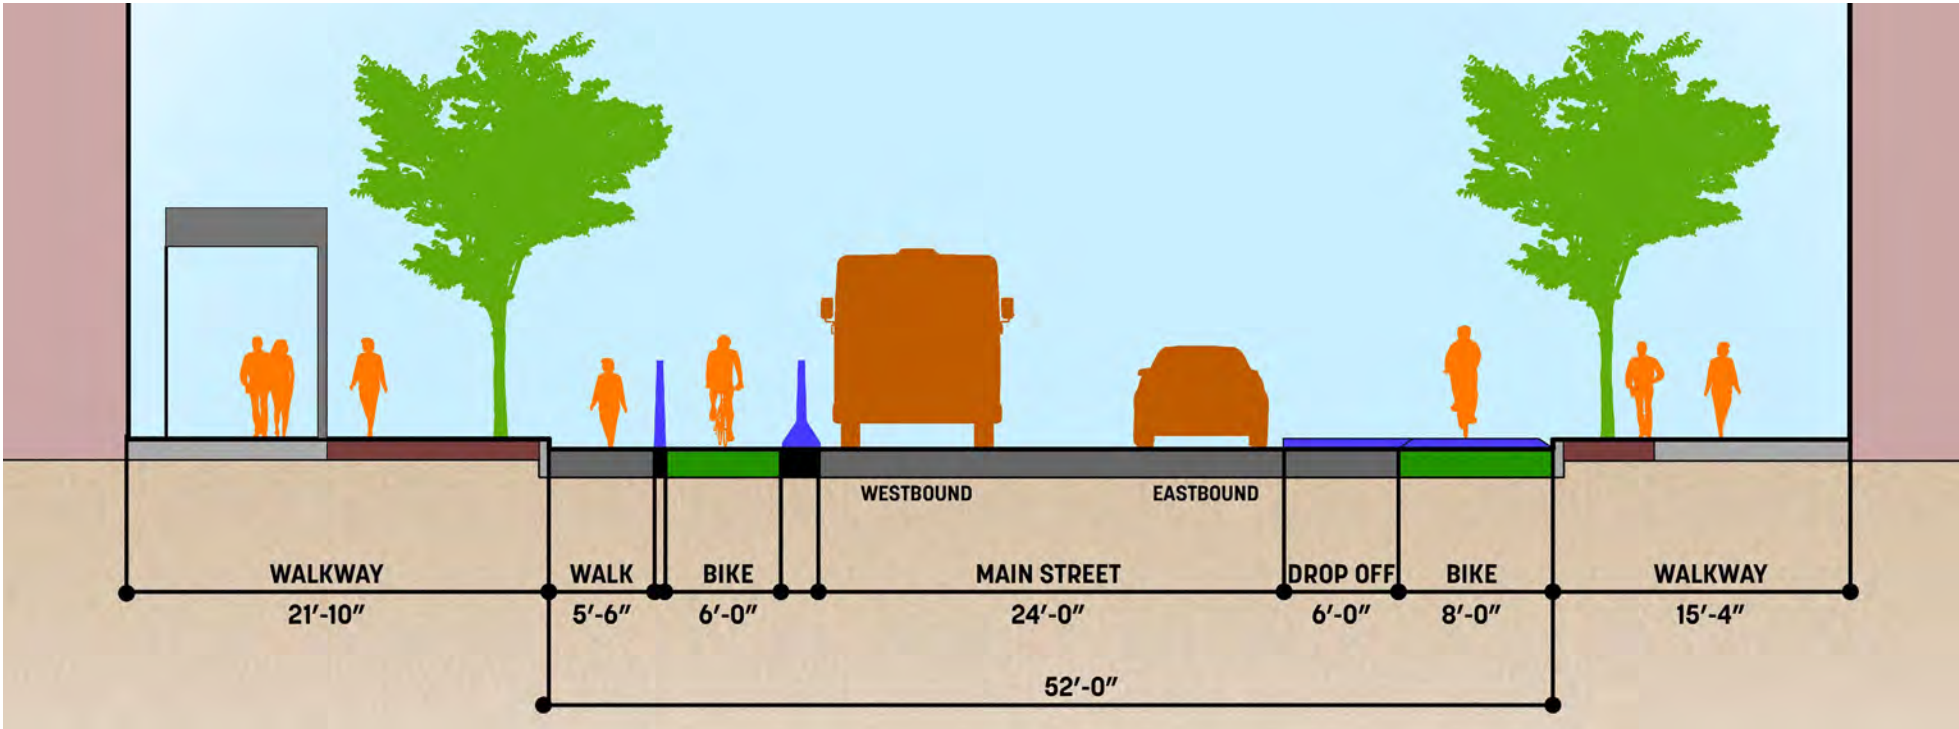 WESTBOUND EASTBOUND
WALKWAY WALK BIKE MAIN STREET DROP OFF BIKE WALKWAY
21'-10" 5'-6" 6'-0" 24'-0" 6'-0" 8'-0" 15'-4"
52'-0"